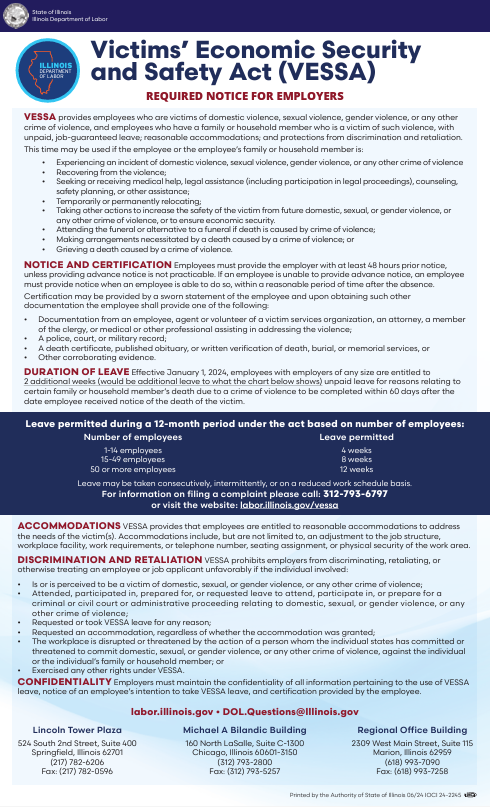 State of Illinois
Illinois Department of Labor
ILLINOIS
DEPARTMENT
OF LABOR
Victims’ Economic Security
and Safety Act (VESSA)
REQUIRED NOTICE FOR EMPLOYERS
VESSA provides employees who are victims of domestic violence, sexual violence, gender violence, or any other
crime of violence, and employees who have a family or household member who is a victim of such violence, with
unpaid, job-guaranteed leave; reasonable accommodations; and protections from discrimination and retaliation.
This time may be used if the employee or the employee’s family or household member is:
• Experiencing an incident of domestic violence, sexual violence, gender violence, or any other crime of violence
• Recovering from the violence;
• Seeking or receiving medical help, legal assistance (including participation in legal proceedings), counseling,
safety planning, or other assistance;
• Temporarily or permanently relocating;
• Taking other actions to increase the safety of the victim from future domestic, sexual, or gender violence, or
any other crime of violence, or to ensure economic security.
• Attending the funeral or alternative to a funeral if death is caused by crime of violence;
• Making arrangements necessitated by a death caused by a crime of violence; or
• Grieving a death caused by a crime of violence.
NOTICE AND CERTIFICATION Employees must provide the employer with at least 48 hours prior notice,
unless providing advance notice is not practicable. If an employee is unable to provide advance notice, an employee
must provide notice when an employee is able to do so, within a reasonable period of time after the absence.
Certification may be provided by a sworn statement of the employee and upon obtaining such other
documentation the employee shall provide one of the following:
• Documentation from an employee, agent or volunteer of a victim services organization, an attorney, a member
of the clergy, or medical or other professional assisting in addressing the violence;
• A police, court, or military record;
• A death certificate, published obituary, or written verification of death, burial, or memorial services, or
• Other corroborating evidence.
DURATION OF LEAVE Effective January 1, 2024, employees with employers of any size are entitled to
2 additional weeks (would be additional leave to what the chart below shows) unpaid leave for reasons relating to
certain family or household member’s death due to a crime of violence to be completed within 60 days after the
date employee received notice of the death of the victim.
Leave permitted during a 12-month period under the act based on number of employees:
Number of employees Leave permitted
1-14 employees 4 weeks
15-49 employees 8 weeks
50 or more employees 12 weeks
Leave may be taken consecutively, intermittently, or on a reduced work schedule basis.
For information on filing a complaint please call: 312-793-6797
or visit the website: labor.illinois.gov/vessa
ACCOMMODATIONS VESSA provides that employees are entitled to reasonable accommodations to address
the needs of the victim(s). Accommodations include, but are not limited to, an adjustment to the job structure,
workplace facility, work requirements, or telephone number, seating assignment, or physical security of the work area.
DISCRIMINATION AND RETALIATION VESSA prohibits employers from discriminating, retaliating, or
otherwise treating an employee or job applicant unfavorably if the individual involved:
• Is or is perceived to be a victim of domestic, sexual, or gender violence, or any other crime of violence;
• Attended, participated in, prepared for, or requested leave to attend, participate in, or prepare for a
criminal or civil court or administrative proceeding relating to domestic, sexual, or gender violence, or any
other crime of violence;
• Requested or took VESSA leave for any reason;
• Requested an accommodation, regardless of whether the accommodation was granted;
• The workplace is disrupted or threatened by the action of a person whom the individual states has committed or
threatened to commit domestic, sexual, or gender violence, or any other crime of violence, against the individual
or the individual’s family or household member; or
• Exercised any other rights under VESSA.
CONFIDENTIALITY Employers must maintain the confidentiality of all information pertaining to the use of VESSA
leave, notice of an employee’s intention to take VESSA leave, and certification provided by the employee.
labor.illinois.gov • DOL.Questions@Illinois.gov
Lincoln Tower Plaza
524 South 2nd Street, Suite 400
Springfield, Illinois 62701
(217) 782-6206
Fax: (217) 782-0596
Michael A Bilandic Building
160 North LaSalle, Suite C-1300
Chicago, Illinois 60601-3150
(312) 793-2800
Fax: (312) 793-5257
Regional Office Building
2309 West Main Street, Suite 115
Marion, Illinois 62959
(618) 993-7090
Fax: (618) 993-7258
Printed by the Authority of State of Illinois 06/24 IOCI 24-2245